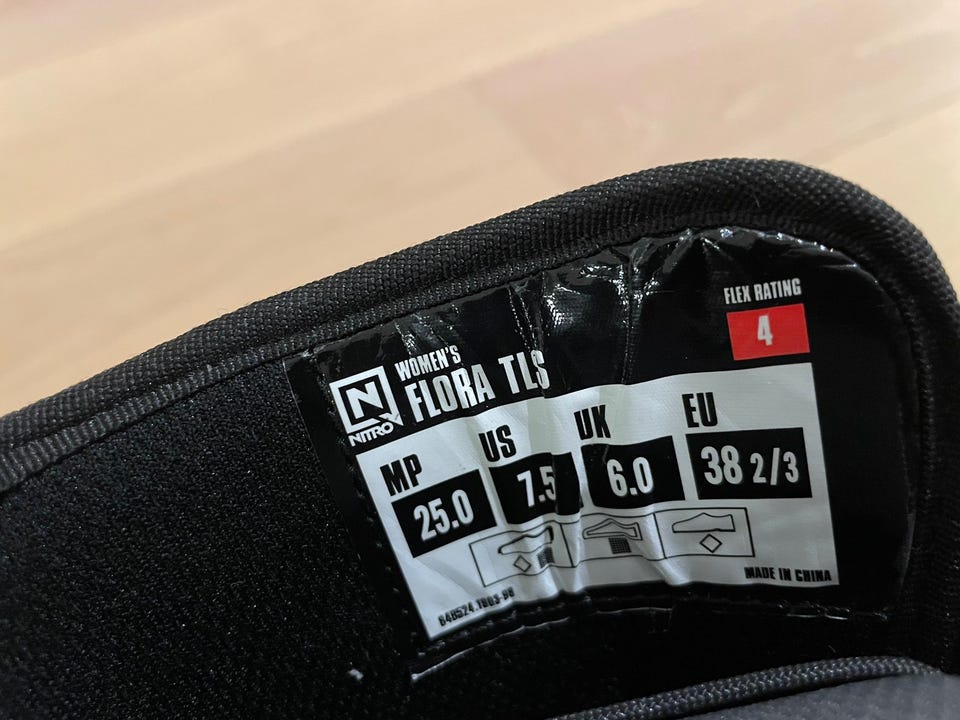 FLEX RATING
4
N
NITRO
WOMEN'S
FLORA TLS
MP US UK EU
25.0 7.5 6.0 38 2/3
MADE IN CHINA